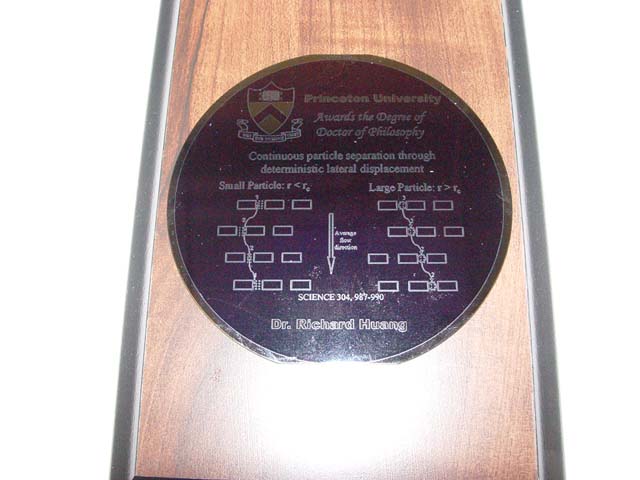 Princeton University
Awards the Degree of
Doctor of Philosophy
Continuous particle separation through
deterministic lateral displacement
Small Particle: r < rc
Large Particle: r > rc
Average
flow
direction
SCIENCE 304, 987-990
Dr. Richard Huang